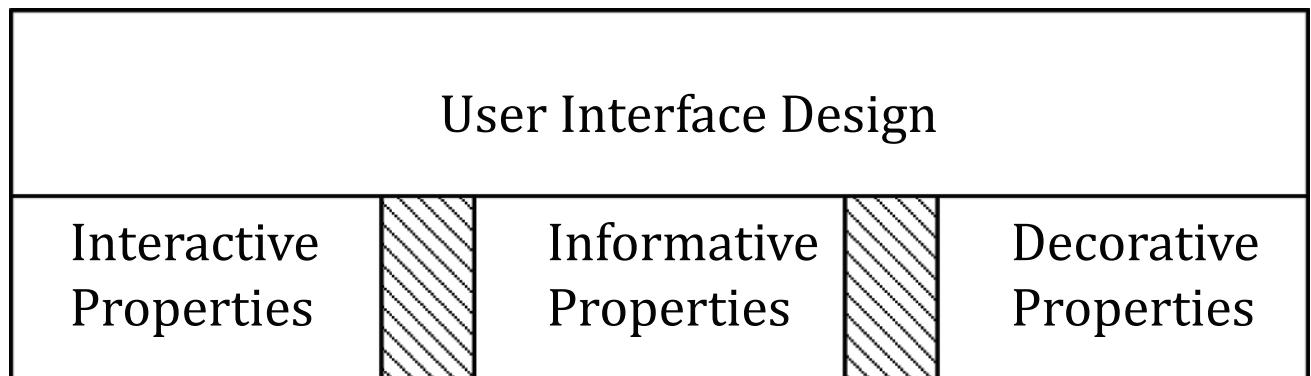 User Interface Design
Interactive
Properties
Informative
Properties
Decorative
Properties